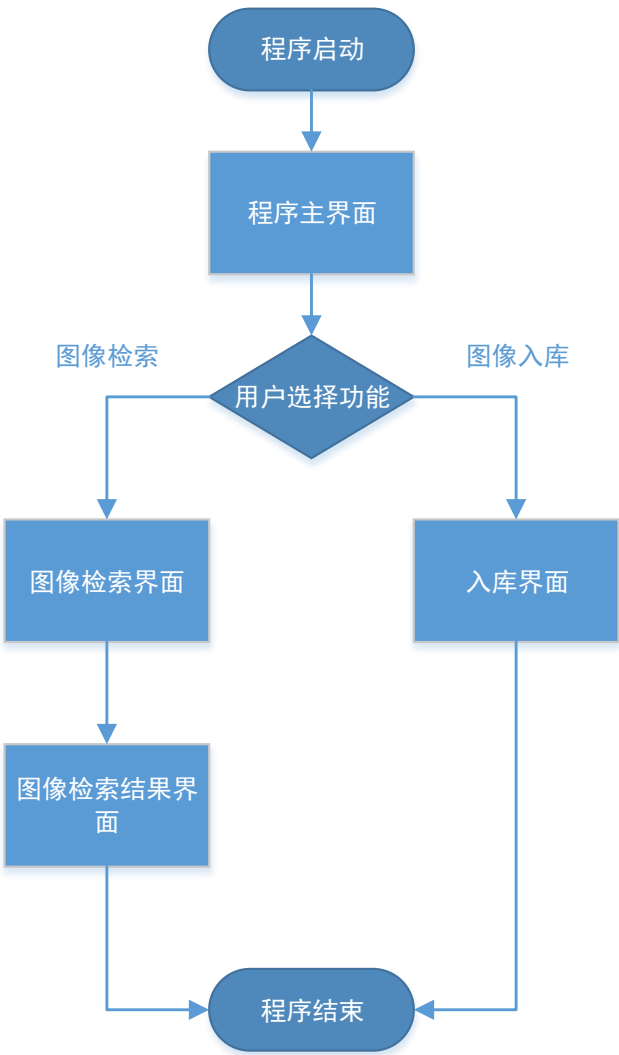 程序启动
程序主界面
图像检索
图像入库
用户选择功能
图像检索界面
入库界面
图像检索结果界
面
程序结束